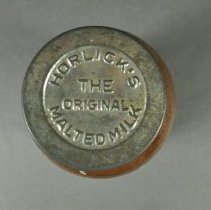 HORLICK'S
THE
ORIGINAL
MALTED MILK